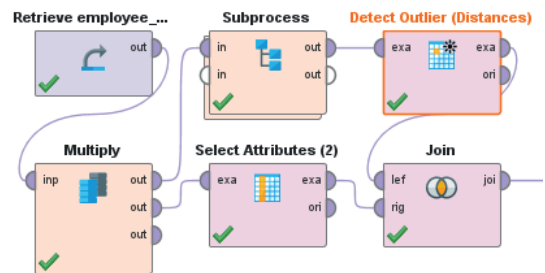 Retrieve employee_...
Subprocess
Detect Outlier (Distances)
out
in
out
exa
exa
in
out
ori
Multiply
Select Attributes (2)
Join
inp
out
exa
exa
lef
joi
out
ori
rig
out